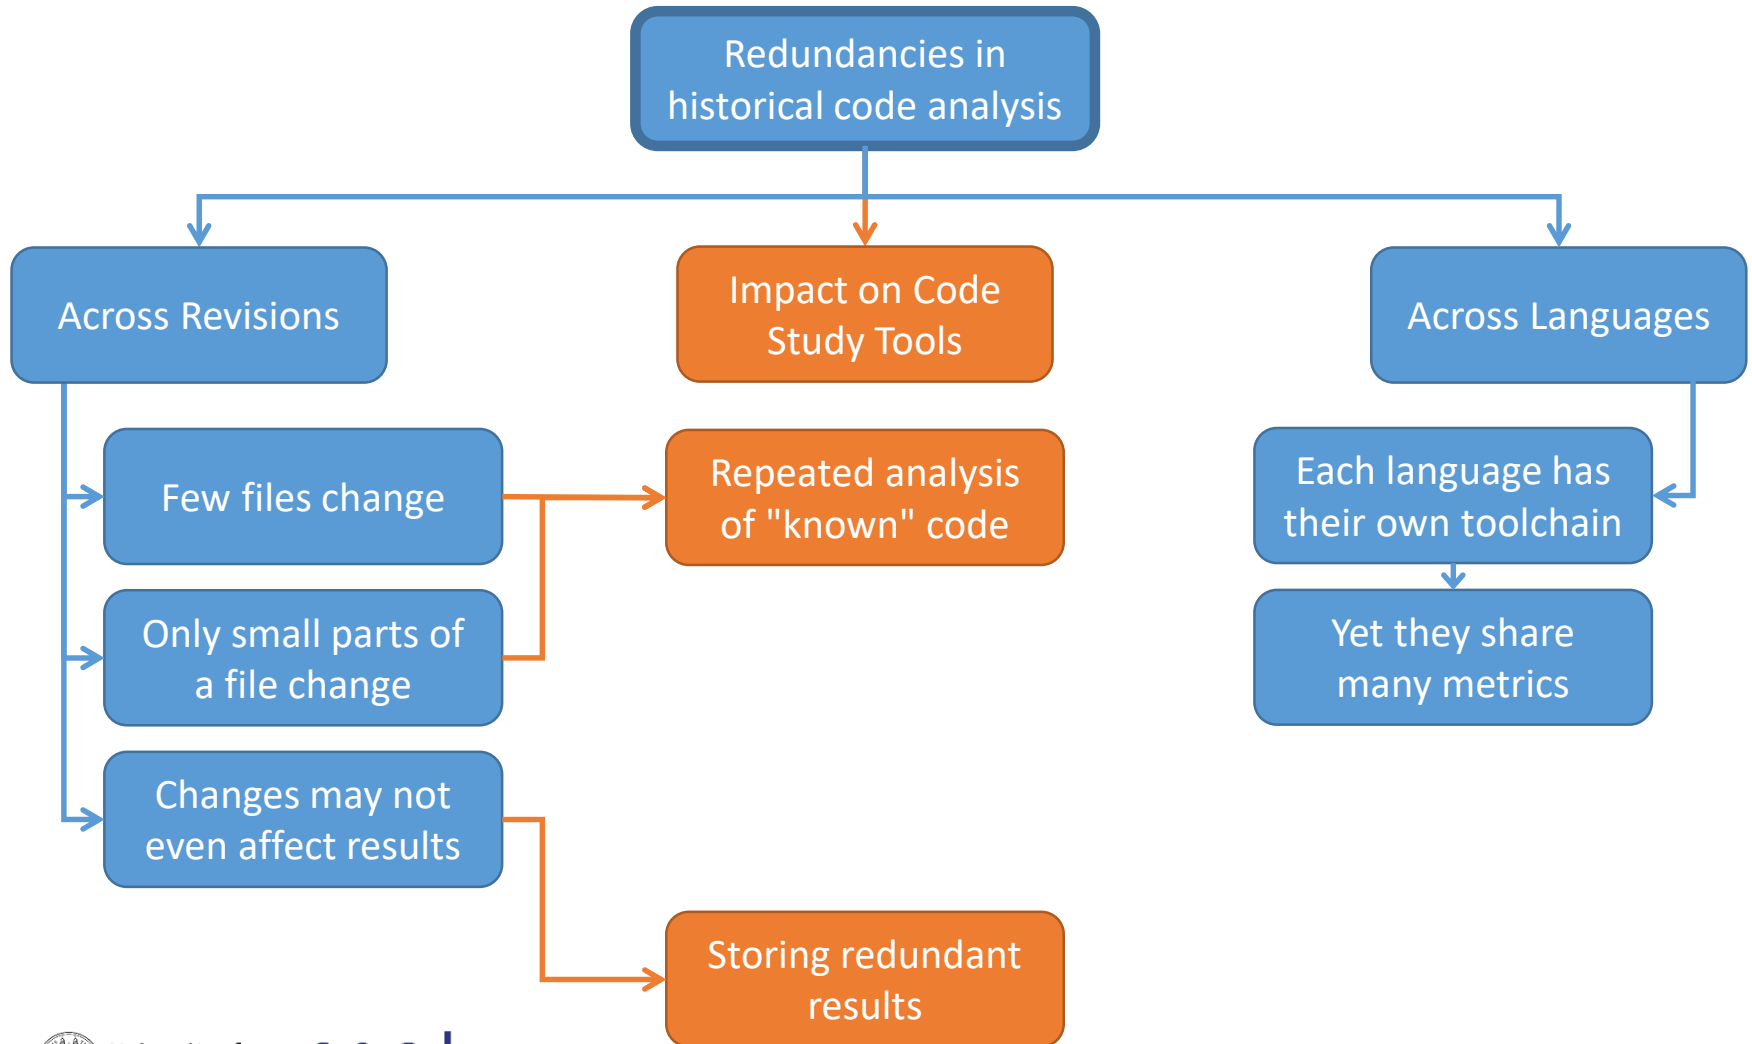 Redundancies in
historical code analysis
Across Revisions
Impact on Code
Study Tools
Across Languages
Few files change
Repeated analysis
of "known" code
Each language has
their own toolchain
Only small parts of
a file change
Yet they share
many metrics
Changes may not
even affect results
Storing redundant
results